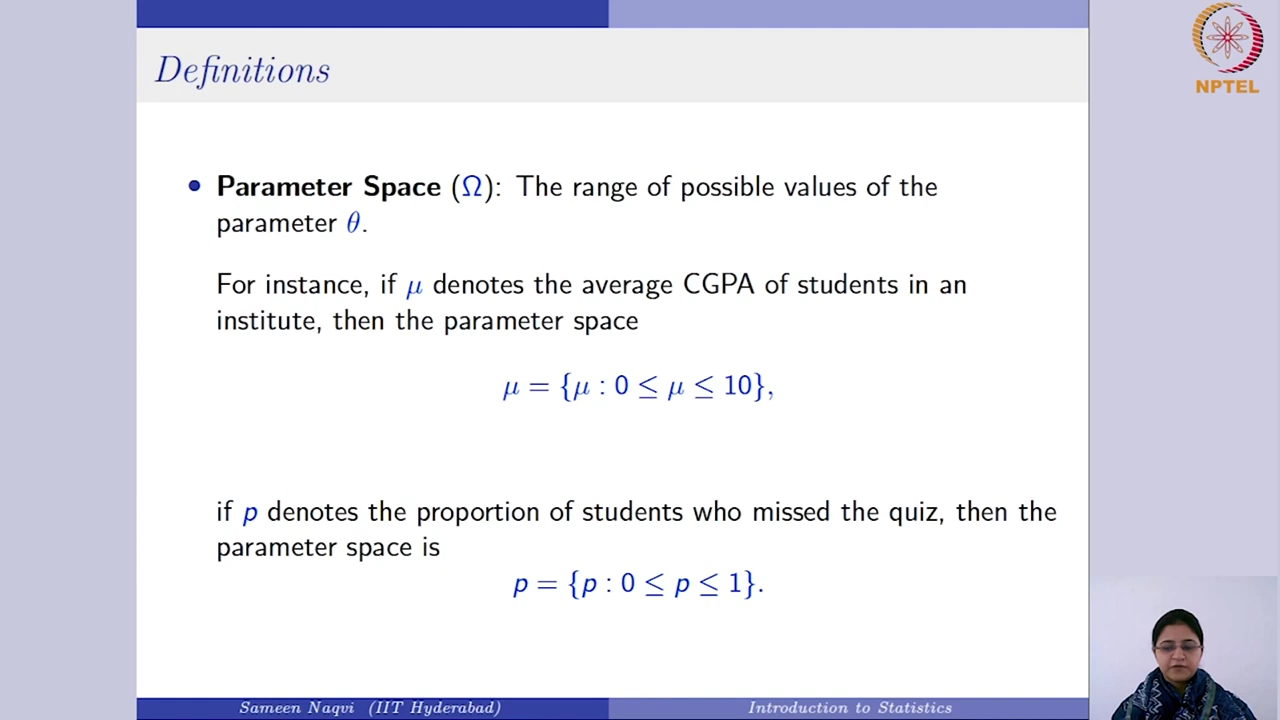 NPTEL
Definitions
• Parameter Space (Ω): The range of possible values of the
parameter θ.
For instance, if μ denotes the average CGPA of students in an
institute, then the parameter space
μ = {μ : 0 ≤ μ ≤ 10},
if p denotes the proportion of students who missed the quiz, then the
parameter space is
p = {p : 0 ≤ p ≤ 1}.
Sameen Naqvi (IIT Hyderabad)
Introduction to Statistics